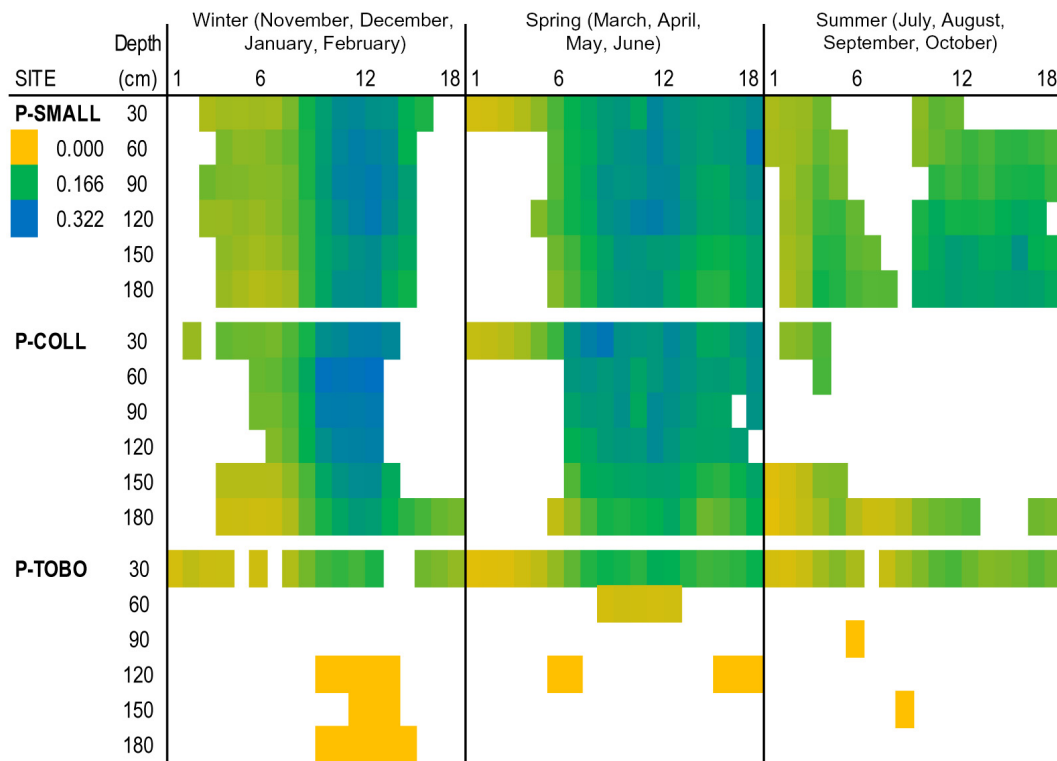 Winter (November, December, January, February)
Spring (March, April, May, June)
Summer (July, August, September, October)
Depth
SITE (cm) 1 6 12 18 1 6 12 18 1 6 12 18
P-SMALL 30
0.000 60
0.166 90
0.322 120
150
180
P-COLL 30
60
90
120
150
180
P-TOBO 30
60
90
120
150
180